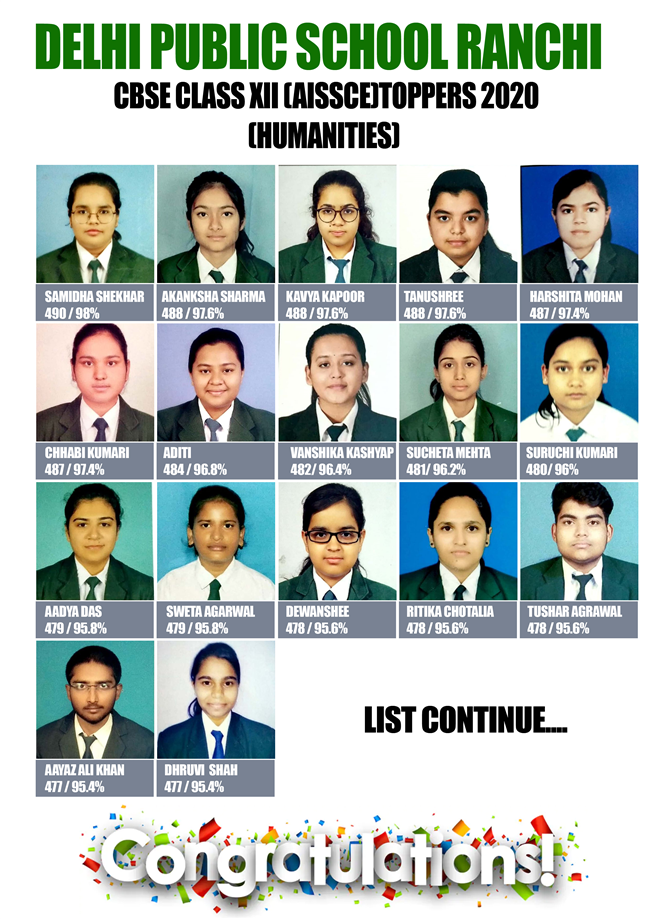 DELHI PUBLIC SCHOOL RANCHI
CBSE CLASS XII (AISSCE)TOPPERS 2020
(HUMANITIES)
SAMIDHA SHEKHAR
490 / 98%
AKANKSHA SHARMA
488 / 97.6%
KAVYA KAPOOR
488 / 97.6%
TANUSHREE
488 / 97.6%
HARSHITA MOHAN
487 / 97.4%
CHHABI KUMARI
487 / 97.4%
ADITI
484 / 96.8%
VANSHIKA KASHYAP
482/ 96.4%
SUCHETA MEHTA
481/ 96.2%
SURUCHI KUMARI
480/ 96%
AADYA DAS
479 / 95.8%
SWETA AGARWAL
479 / 95.8%
DEWANSHEE
478 / 95.6%
RITIKA CHOTALIA
478 / 95.6%
TUSHAR AGRAWAL
478 / 95.6%
AAYAZ ALI KHAN
477 / 95.4%
DHRUVI SHAH
477 / 95.4%
LIST CONTINUE....
Congratulations!